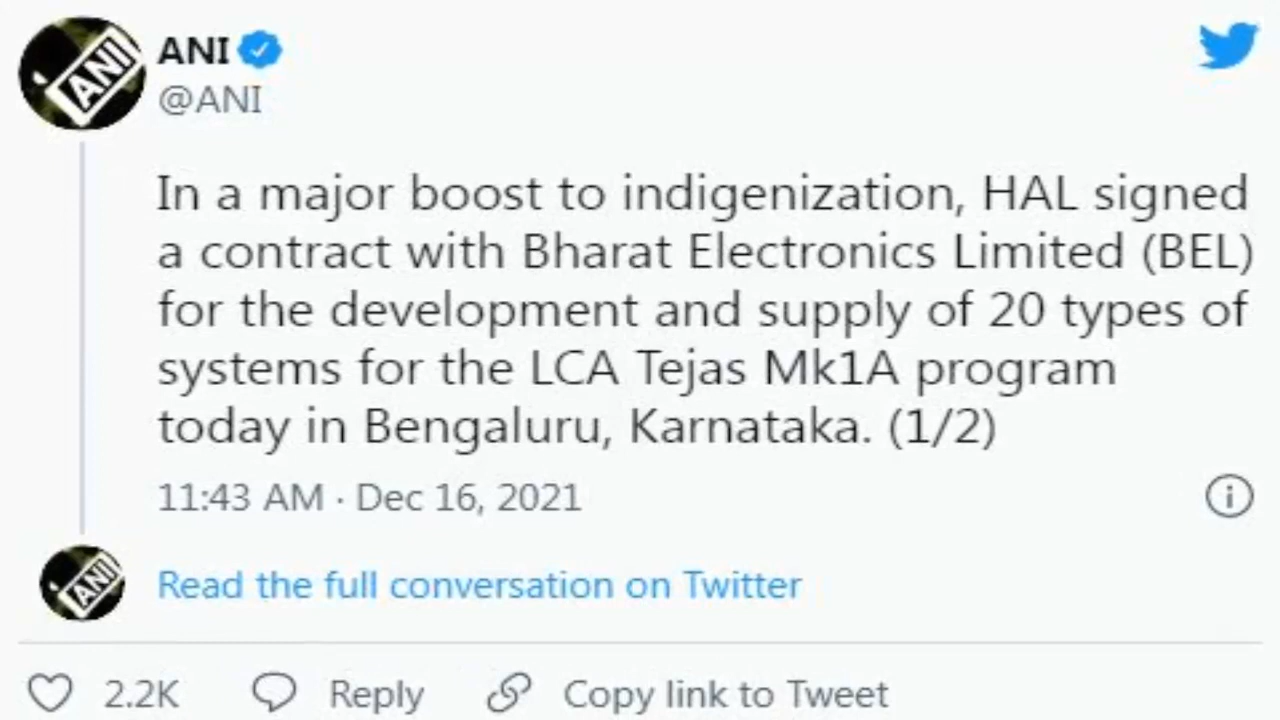 ANI
ANI
@ANI
In a major boost to indigenization, HAL signed
a contract with Bharat Electronics Limited (BEL)
for the development and supply of 20 types of
systems for the LCA Tejas Mk1A program
today in Bengaluru, Karnataka. (1/2)
11:43 AM · Dec 16, 2021
ANI
Read the full conversation on Twitter
2.2K
Reply
Copy link to Tweet